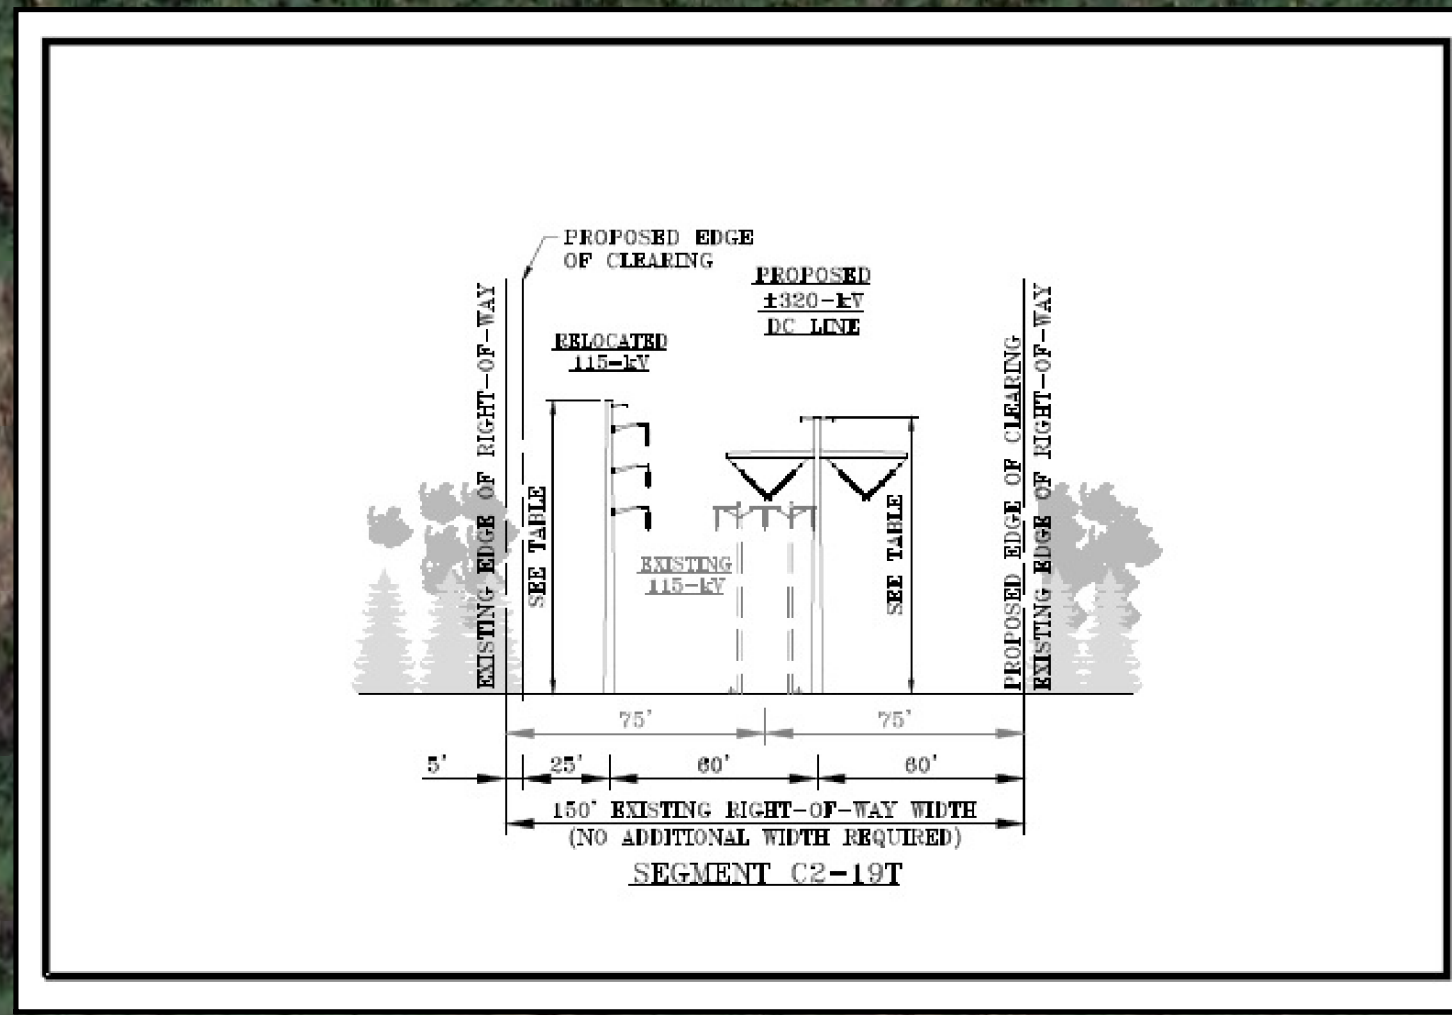 PROPOSED EDGE
OF CLEARING
PROPOSED
±320-kV
DC LINE
RELOCATED
115-kV
EXISTING EDGE OF RIGHT-OF-WAY
SEE TABLE
EXISTING
115-kV
SEE TABLE
PROPOSED EDGE OF CLEARING
EXISTING EDGE OF RIGHT-OF-WAY
75' 75'
5' 25' 60' 60'
150' EXISTING RIGHT-OF-WAY WIDTH
(NO ADDITIONAL WIDTH REQUIRED)
SEGMENT C2-19T